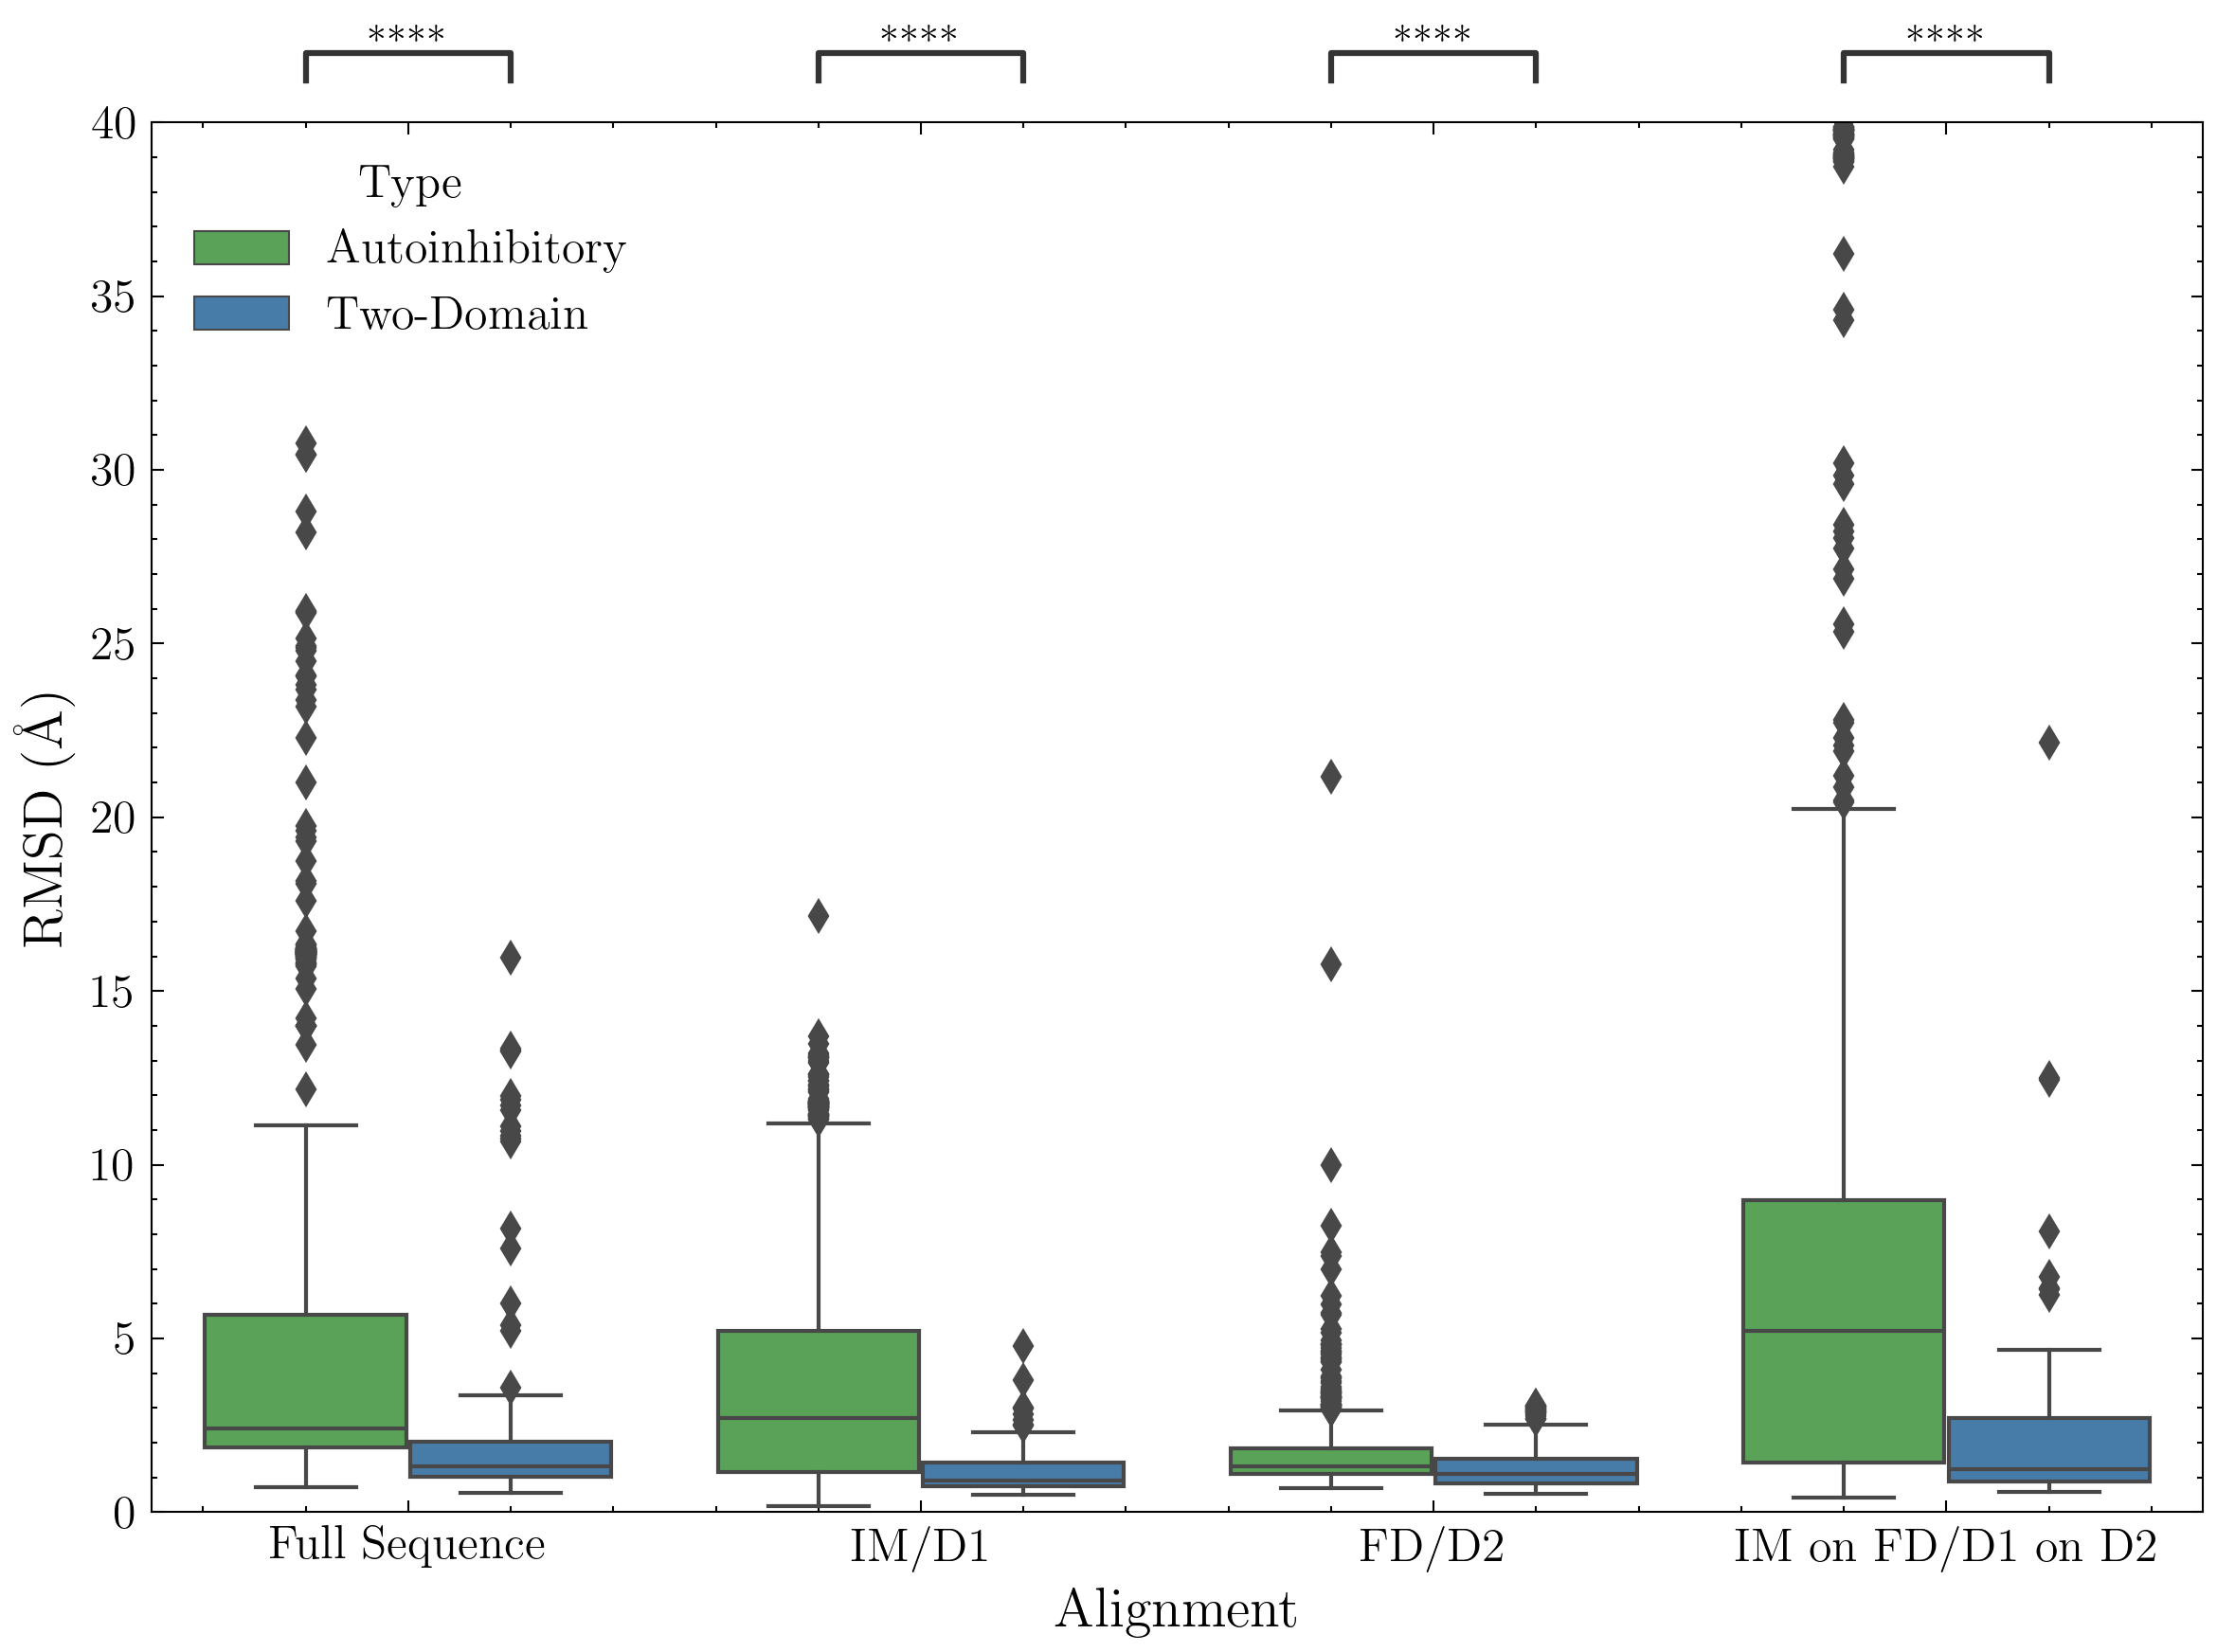 **** **** **** ****
40
Type
Autoinhibitory
35
Two-Domain
30
25
20
RMSD (Å)
15
10
5
0
Full Sequence IM/D1 FD/D2 IM on FD/D1 on D2
Alignment